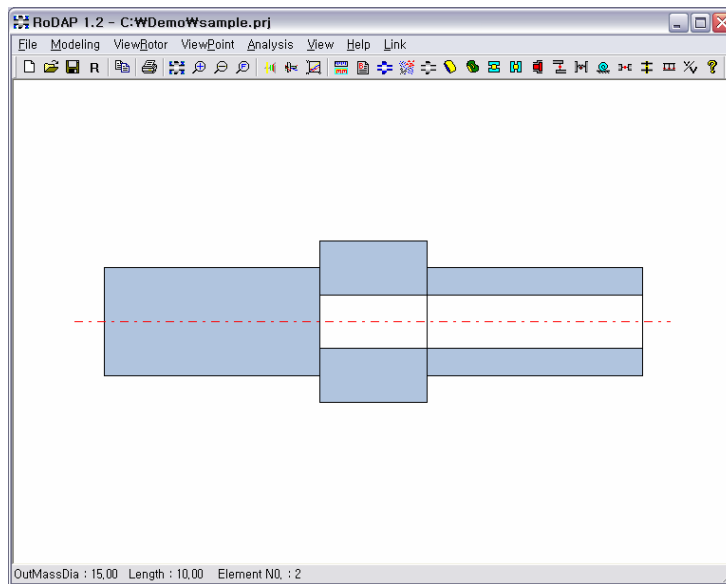 RoDAP 1.2 - C:₩Demo₩sample.prj
File Modeling ViewRotor ViewPoint Analysis View Help Link
R
OutMassDia : 15,00 Length : 10,00 Element NO, : 2